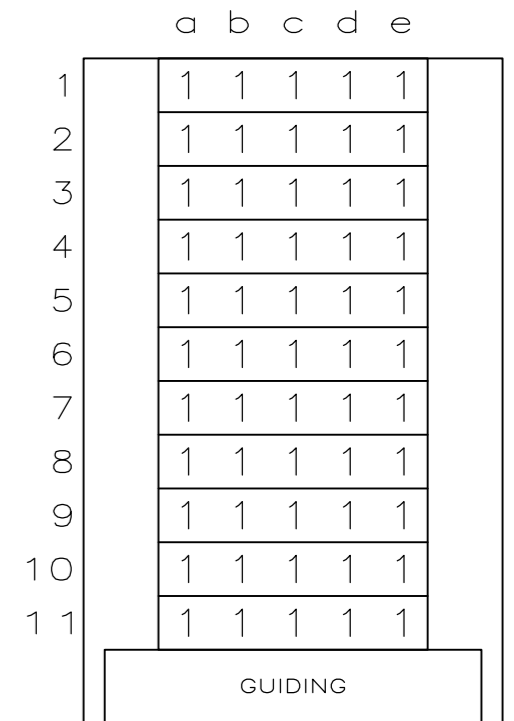 a b c d e
1 1 1 1 1 1
2 1 1 1 1 1
3 1 1 1 1 1
4 1 1 1 1 1
5 1 1 1 1 1
6 1 1 1 1 1
7 1 1 1 1 1
8 1 1 1 1 1
9 1 1 1 1 1
10 1 1 1 1 1
11 1 1 1 1 1
GUIDING